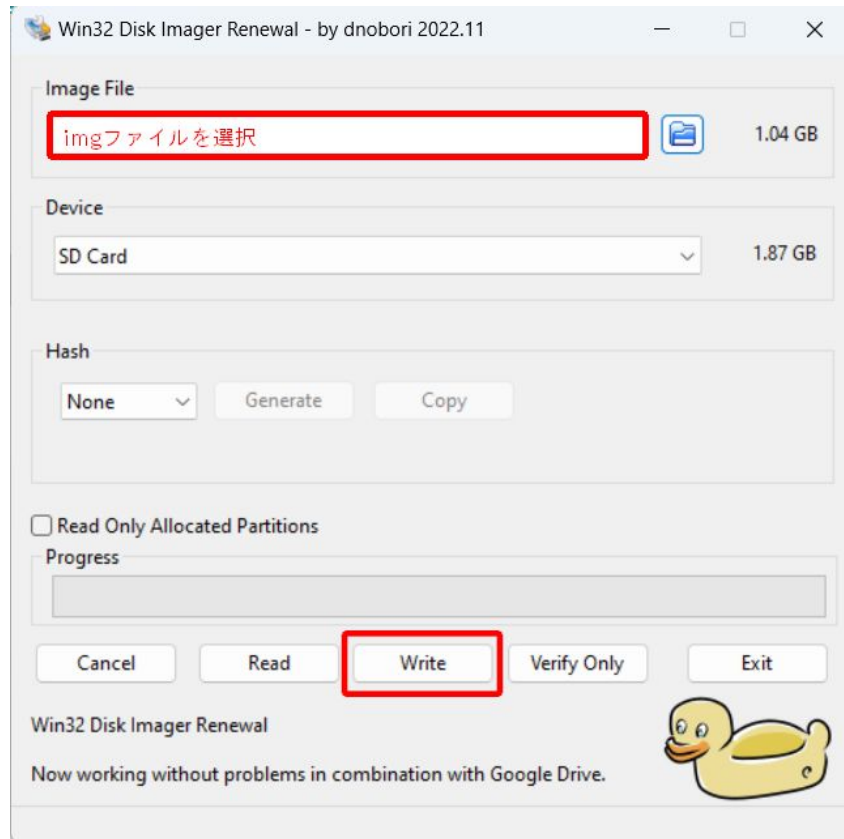 Win32 Disk Imager Renewal - by dnobori 2022.11
Image File
imgファイルを選択
1.04 GB
Device
SD Card
1.87 GB
Hash
None
Generate
Copy
Read Only Allocated Partitions
Progress
Cancel
Read
Write
Verify Only
Exit
Win32 Disk Imager Renewal
Now working without problems in combination with Google Drive.